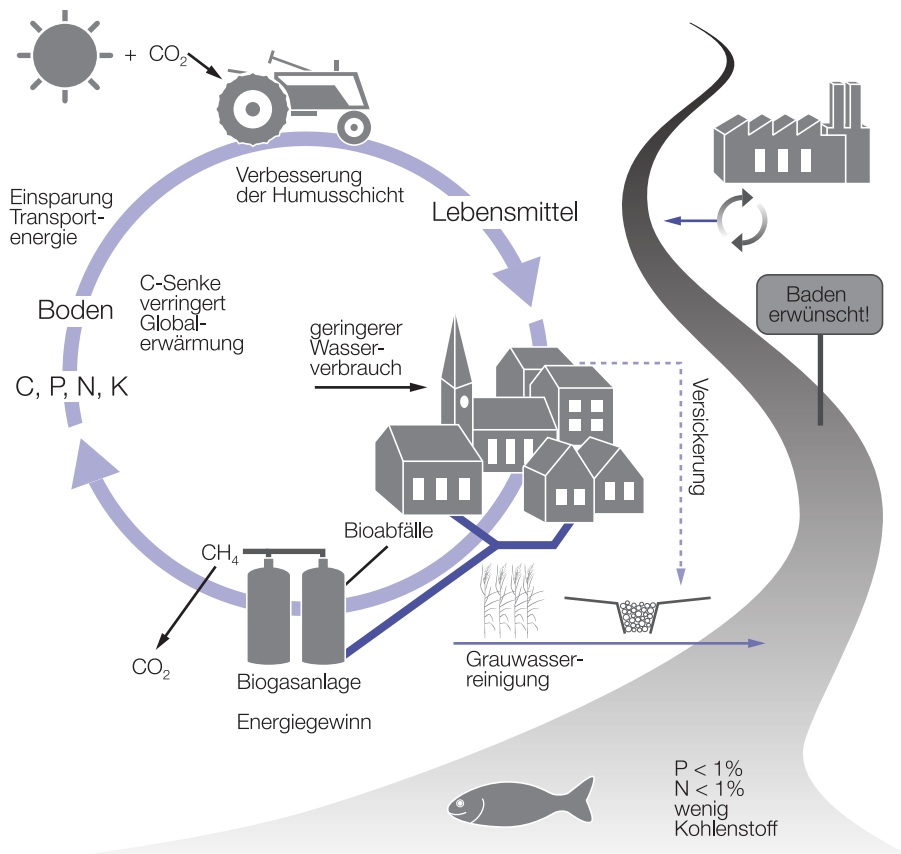 + CO₂
Verbesserung
der Humusschicht
Einsparung
Transport-
energie
Lebensmittel
Boden
C-Senke
verringert
Global-
erwärmung
C, P, N, K
geringerer
Wasser-
verbrauch
Baden
erwünscht!
Versickerung
Bioabfälle
CH₄
CO₂
Biogasanlage
Energiegewinn
Grauwasser-
reinigung
P < 1%
N < 1%
wenig
Kohlenstoff